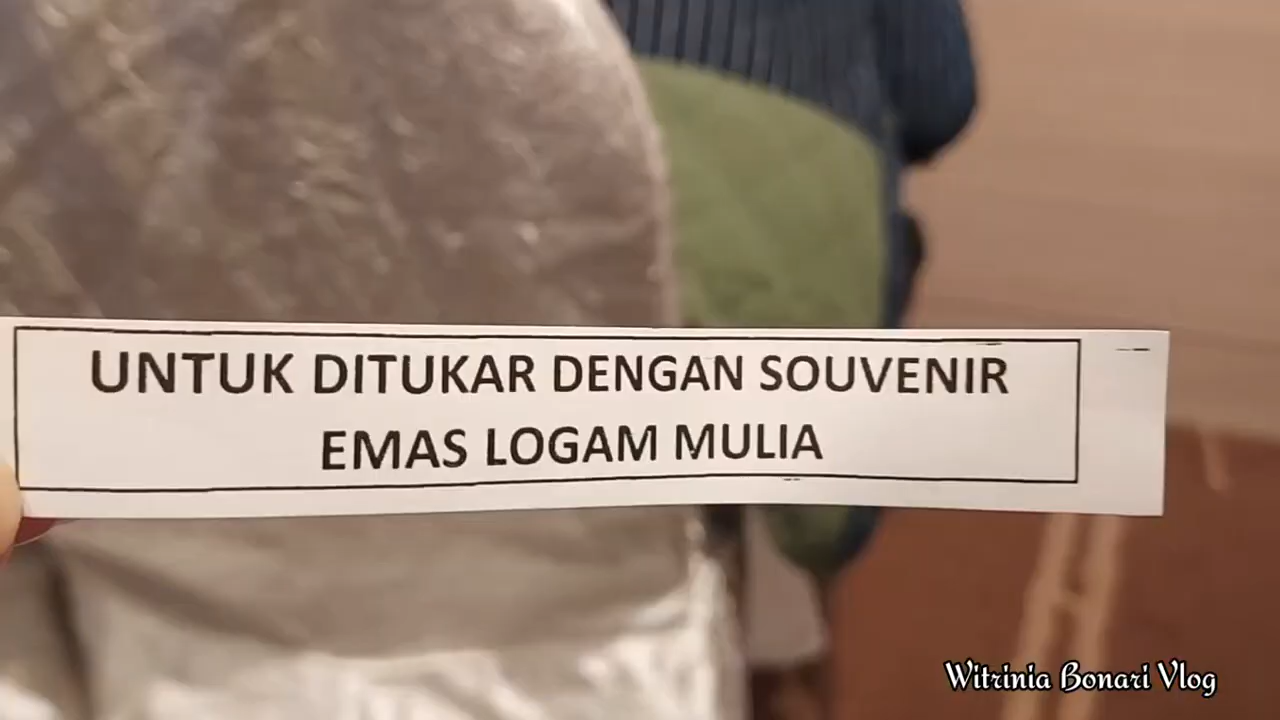 UNTUK DITUKAR DENGAN SOUVENIR
EMAS LOGAM MULIA
Witrinia Bonari Vlog